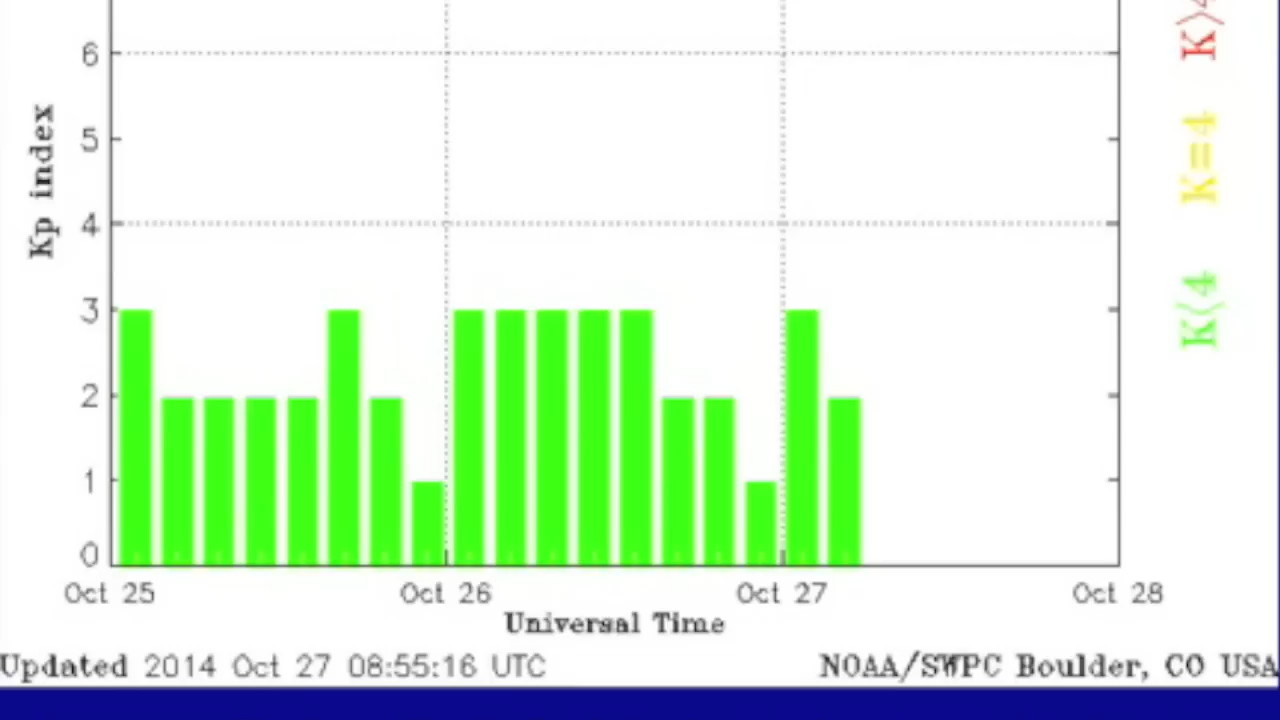 6
5
4
3
2
1
0
Kp index
K>4
K=4
K<4
Oct 25 Oct 26 Oct 27 Oct 28
Universal Time
Updated 2014 Oct 27 08:55:16 UTC NOAA/SWPC Boulder, CO USA